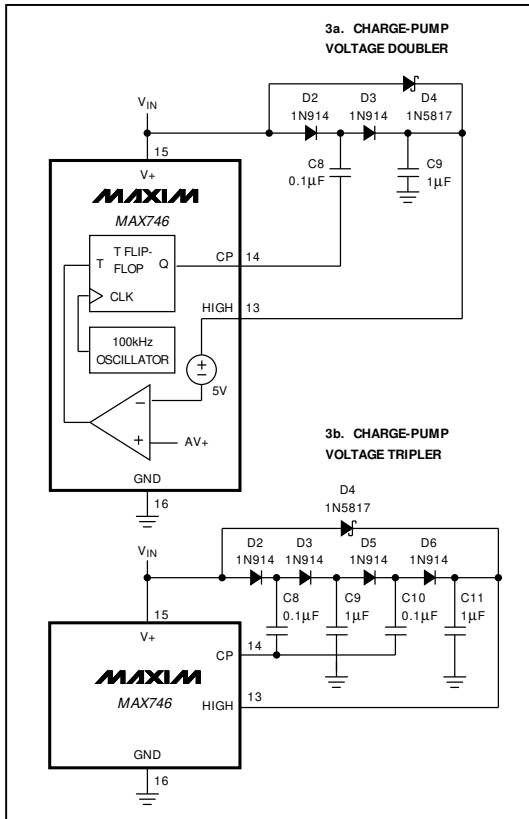 3a. CHARGE-PUMP
VOLTAGE DOUBLER
D2 D3 D4
1N914 1N914 1N5817
VIN
15
V+
C8
0.1µF
C9
1µF
MAXIM
MAX746
T FLIP-
FLOP
T Q
CLK
CP 14
HIGH 13
100kHz
OSCILLATOR
+
−
5V
−
+
AV+
GND
16
3b. CHARGE-PUMP
VOLTAGE TRIPLER
D4
1N5817
VIN
D2 D3 D5 D6
1N914 1N914 1N914 1N914
15
V+
C8 C9 C10 C11
0.1µF 1µF 0.1µF 1µF
CP 14
MAXIM
MAX746
HIGH 13
GND
16